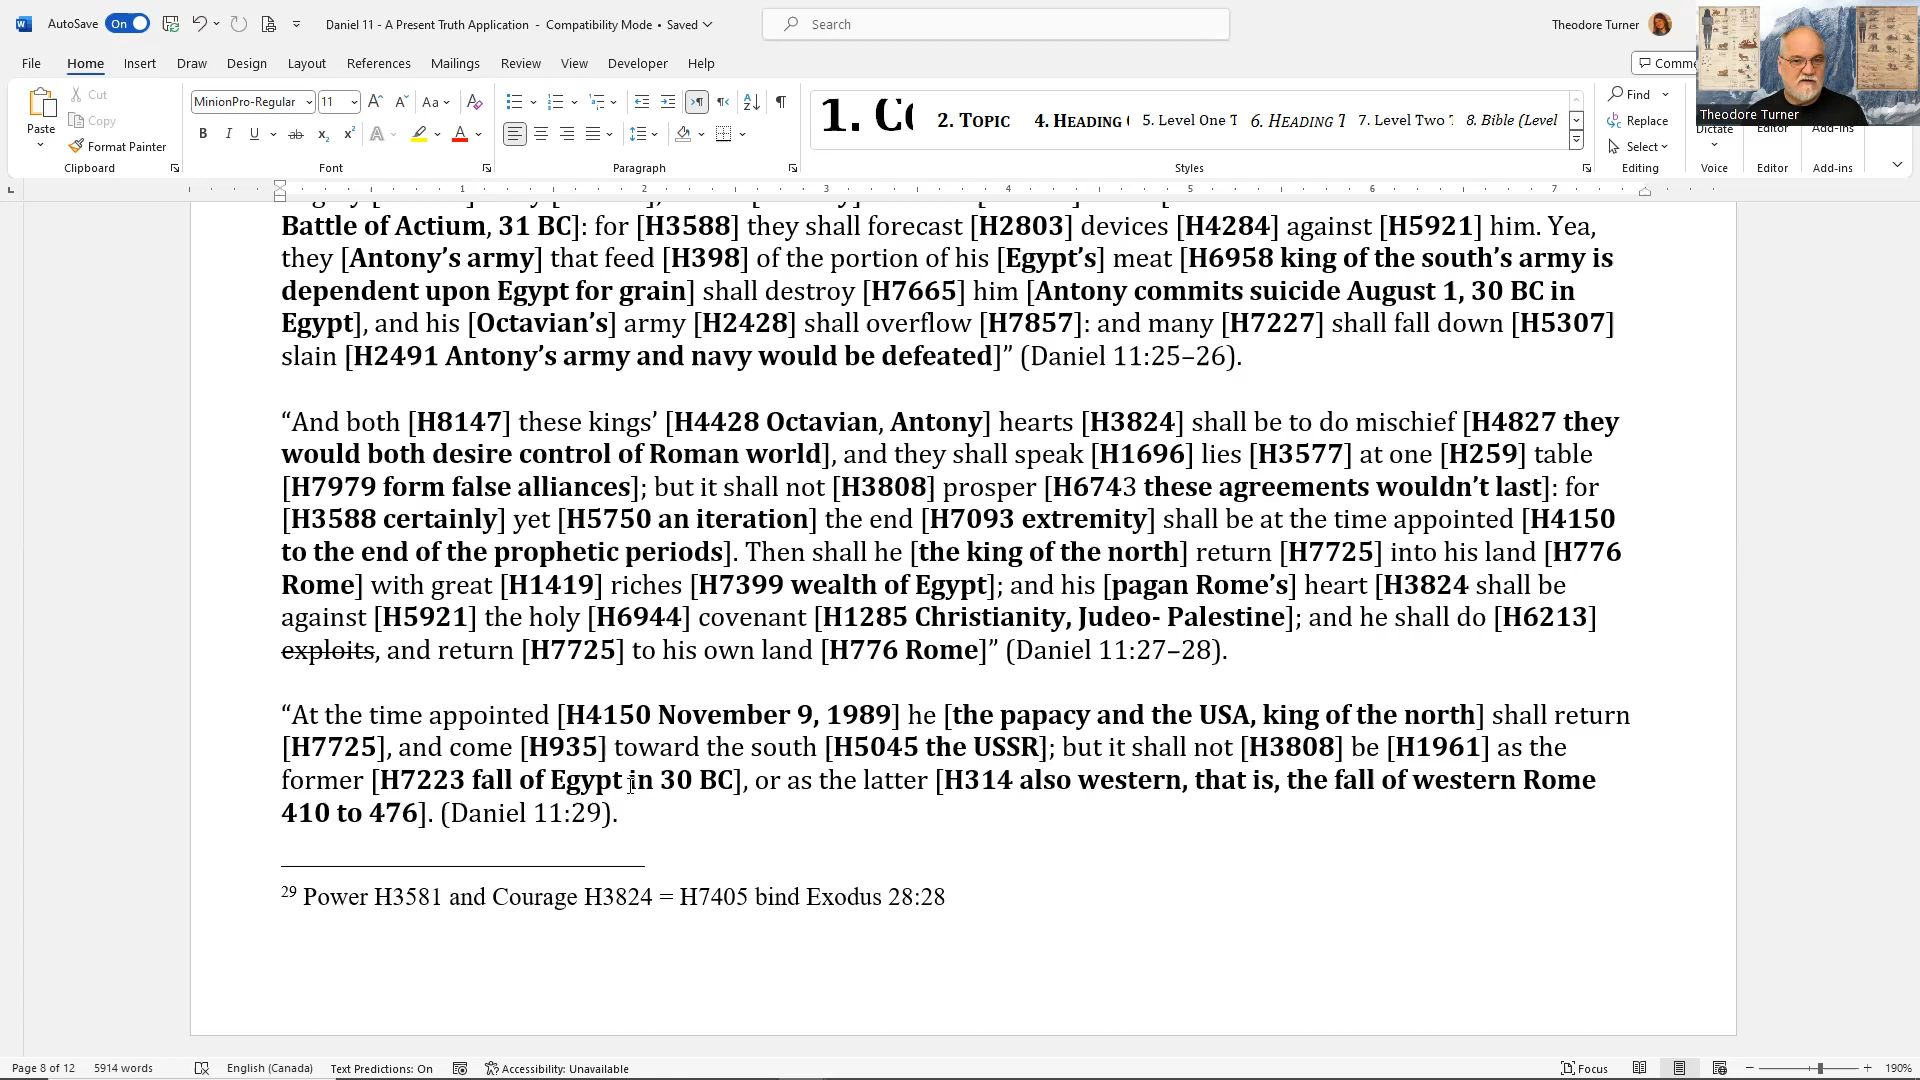 AutoSave On Daniel 11 - A Present Truth Application - Compatibility Mode • Saved Search Theodore Turner
File Home Insert Draw Design Layout References Mailings Review View Developer Help
Paste Cut Copy Format Painter
MinionPro-Regular 11
1. 2. Topic 4. Heading 5. Level One T 6. Heading T 7. Level Two T 8. Bible (Level
Find Replace Select
Dictate Editor Add-ins
Theodore Turner
Clipboard Font Paragraph Styles Editing Voice Editor Add-ins
1 2 3 4 5 6 7
Battle of Actium, 31 BC]: for [H3588] they shall forecast [H2803] devices [H4284] against [H5921] him. Yea,
they [Antony’s army] that feed [H398] of the portion of his [Egypt’s] meat [H6958 king of the south’s army is
dependent upon Egypt for grain] shall destroy [H7665] him [Antony commits suicide August 1, 30 BC in
Egypt], and his [Octavian’s] army [H2428] shall overflow [H7857]: and many [H7227] shall fall down [H5307]
slain [H2491 Antony’s army and navy would be defeated]” (Daniel 11:25–26).
“And both [H8147] these kings’ [H4428 Octavian, Antony] hearts [H3824] shall be to do mischief [H4827 they
would both desire control of Roman world], and they shall speak [H1696] lies [H3577] at one [H259] table
[H7979 form false alliances]; but it shall not [H3808] prosper [H6743 these agreements wouldn’t last]: for
[H3588 certainly] yet [H5750 an iteration] the end [H7093 extremity] shall be at the time appointed [H4150
to the end of the prophetic periods]. Then shall he [the king of the north] return [H7725] into his land [H776
Rome] with great [H1419] riches [H7399 wealth of Egypt]; and his [pagan Rome’s] heart [H3824 shall be
against [H5921] the holy [H6944] covenant [H1285 Christianity, Judeo- Palestine]; and he shall do [H6213]
exploits, and return [H7725] to his own land [H776 Rome]” (Daniel 11:27–28).
“At the time appointed [H4150 November 9, 1989] he [the papacy and the USA, king of the north] shall return
[H7725], and come [H935] toward the south [H5045 the USSR]; but it shall not [H3808] be [H1961] as the
former [H7223 fall of Egypt in 30 BC], or as the latter [H314 also western, that is, the fall of western Rome
410 to 476]. (Daniel 11:29).
29 Power H3581 and Courage H3824 = H7405 bind Exodus 28:28
Page 8 of 12 5914 words English (Canada) Text Predictions: On Accessibility: Unavailable Focus 190%